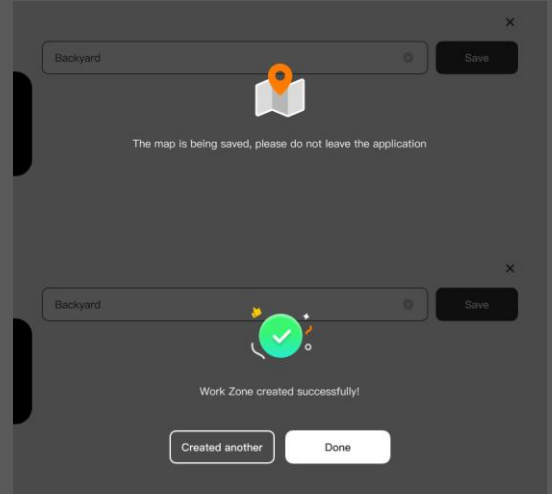 Backyard
Save
The map is being saved, please do not leave the application
Backyard
Save
Work Zone created successfully!
Created another
Done